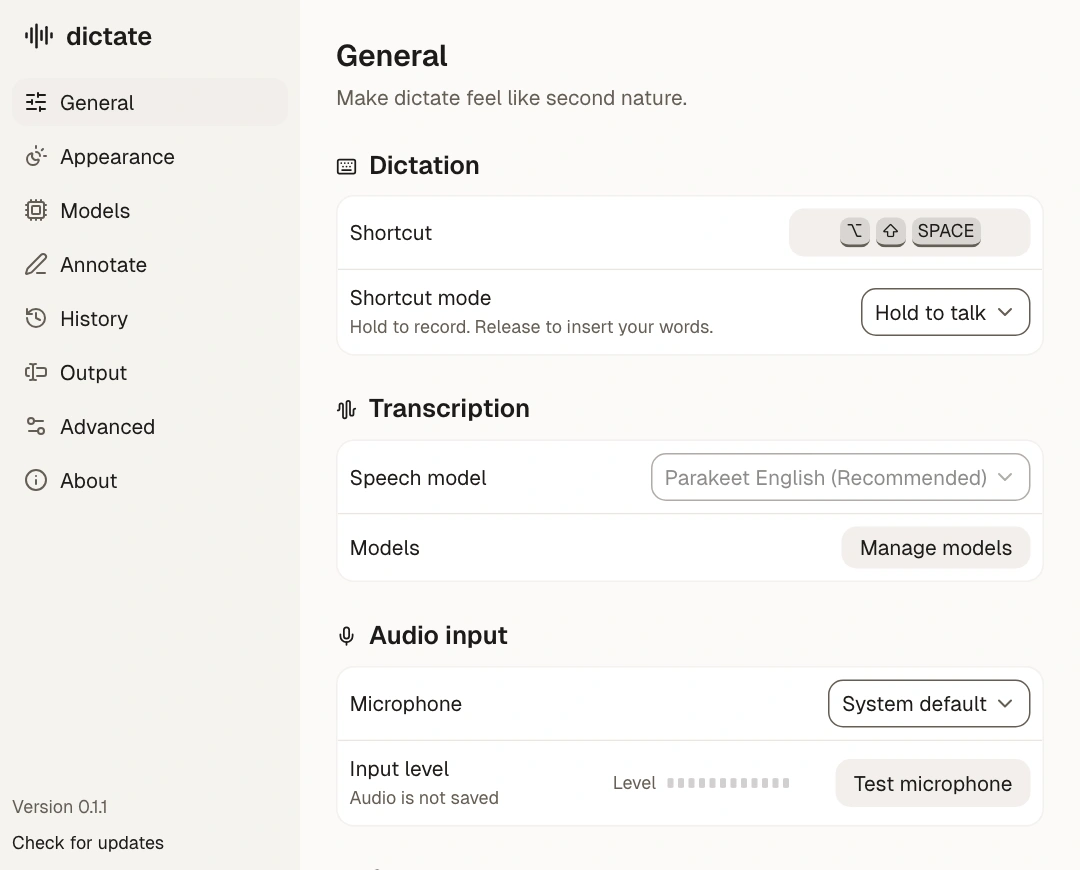 dictate
General
Appearance
Models
Annotate
History
Output
Advanced
About
Version 0.1.1
Check for updates
General
Make dictate feel like second nature.
Dictation
Shortcut ⌥ ⇧ SPACE
Shortcut mode
Hold to record. Release to insert your words.
Hold to talk
Transcription
Speech model Parakeet English (Recommended)
Models Manage models
Audio input
Microphone System default
Input level
Audio is not saved
Level
Test microphone